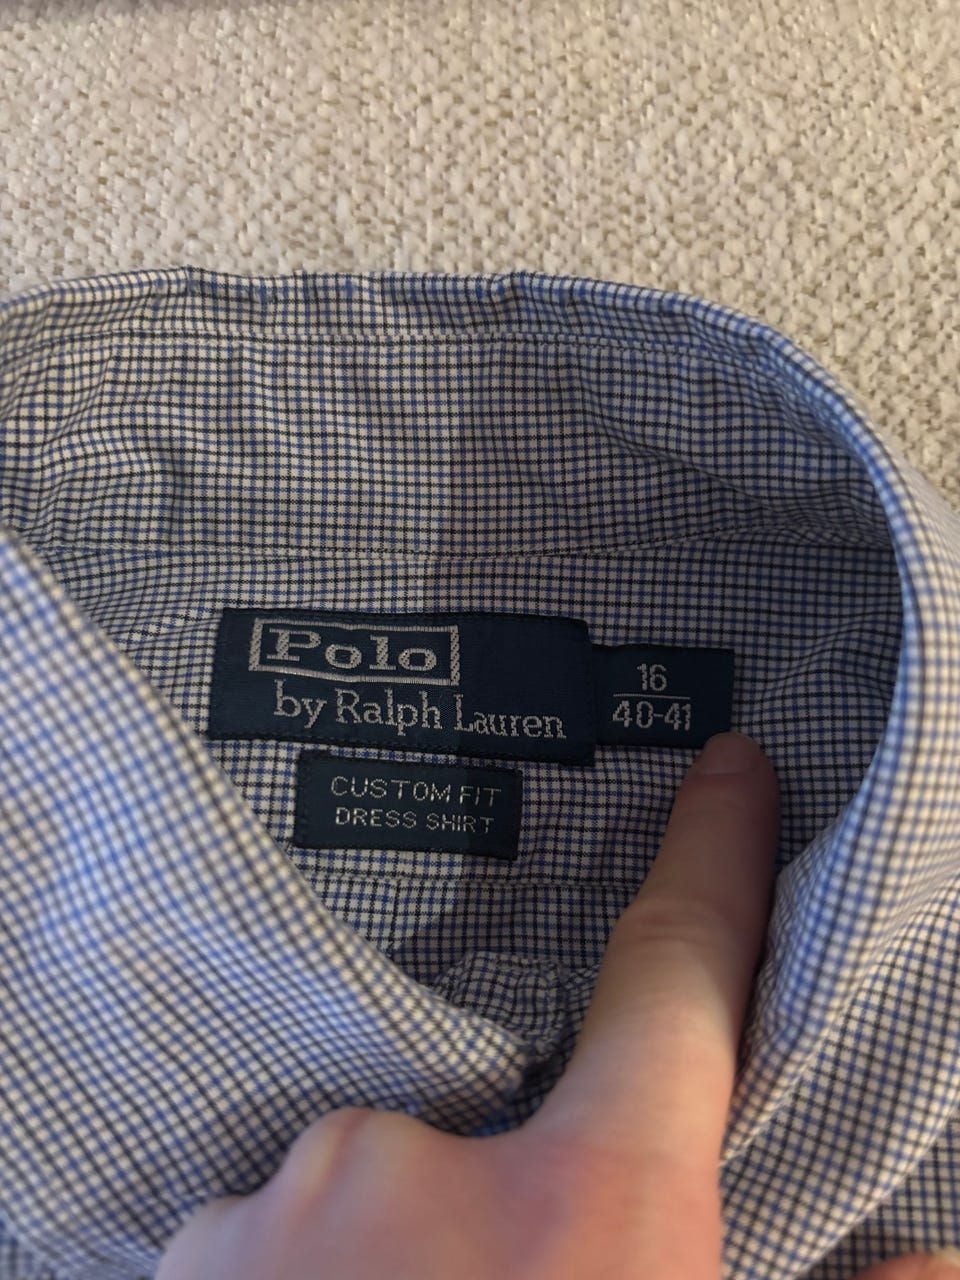 Polo
by Ralph Lauren
16
40-41
CUSTOM FIT
DRESS SHIRT